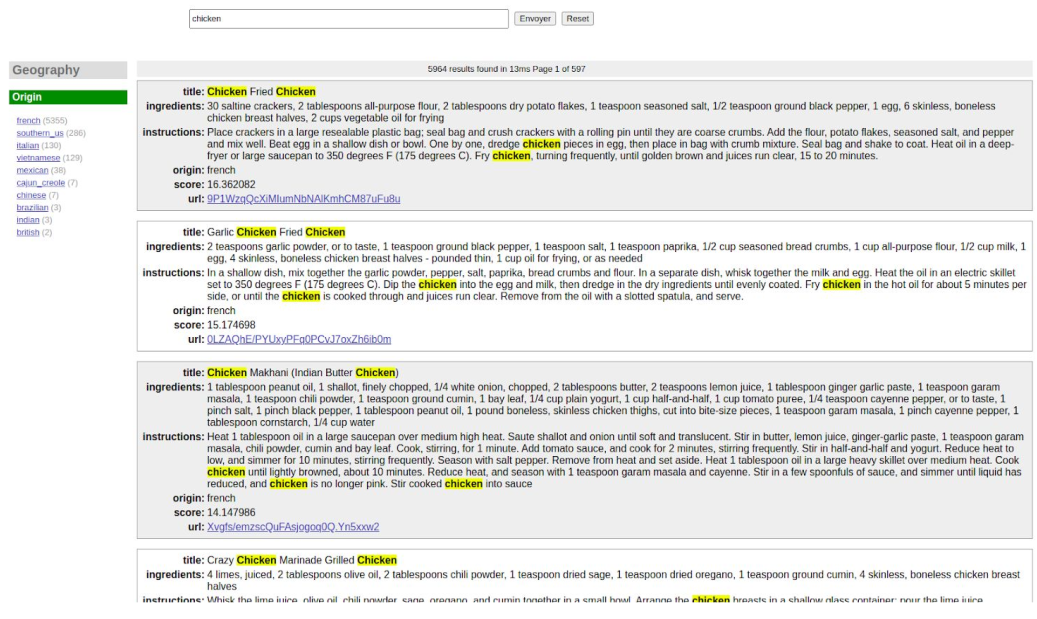 chicken Envoyer Reset
Geography
Origin
french (5355)
southern_us (286)
italian (130)
vietnamese (129)
mexican (38)
cajun_creole (7)
chinese (7)
brazilian (3)
indian (3)
british (2)
5964 results found in 13ms Page 1 of 597
title: Chicken Fried Chicken
ingredients: 30 saltine crackers, 2 tablespoons all-purpose flour, 2 tablespoons dry potato flakes, 1 teaspoon seasoned salt, 1/2 teaspoon ground black pepper, 1 egg, 6 skinless, boneless
chicken breast halves, 2 cups vegetable oil for frying
instructions: Place crackers in a large resealable plastic bag; seal bag and crush crackers with a rolling pin until they are coarse crumbs. Add the flour, potato flakes, seasoned salt, and pepper
and mix well. Beat egg in a shallow dish or bowl. One by one, dredge chicken pieces in egg, then place in bag with crumb mixture. Seal bag and shake to coat. Heat oil in a deep-
fryer or large saucepan to 350 degrees F (175 degrees C). Fry chicken, turning frequently, until golden brown and juices run clear, 15 to 20 minutes.
origin: french
score: 16.362082
url: 9P1WzqQcXiMIumNbNAlKmhCM87uFu8u
title: Garlic Chicken Fried Chicken
ingredients: 2 teaspoons garlic powder, or to taste, 1 teaspoon ground black pepper, 1 teaspoon salt, 1 teaspoon paprika, 1/2 cup seasoned bread crumbs, 1 cup all-purpose flour, 1/2 cup milk, 1
egg, 4 skinless, boneless chicken breast halves - pounded thin, 1 cup oil for frying, or as needed
instructions: In a shallow dish, mix together the garlic powder, pepper, salt, paprika, bread crumbs and flour. In a separate dish, whisk together the milk and egg. Heat the oil in an electric skillet
set to 350 degrees F (175 degrees C). Dip the chicken into the egg and milk, then dredge in the dry ingredients until evenly coated. Fry chicken in the hot oil for about 5 minutes per
side, or until the chicken is cooked through and juices run clear. Remove from the oil with a slotted spatula, and serve.
origin: french
score: 15.174698
url: 0LZAQhE/PYUxyPFq0PCvJ7oxZh6ib0m
title: Chicken Makhani (Indian Butter Chicken)
ingredients: 1 tablespoon peanut oil, 1 shallot, finely chopped, 1/4 white onion, chopped, 2 tablespoons butter, 2 teaspoons lemon juice, 1 tablespoon ginger garlic paste, 1 teaspoon garam
masala, 1 teaspoon chili powder, 1 teaspoon ground cumin, 1 bay leaf, 1/4 cup plain yogurt, 1 cup half-and-half, 1 cup tomato puree, 1/4 teaspoon cayenne pepper, or to taste, 1
pinch salt, 1 pinch black pepper, 1 tablespoon peanut oil, 1 pound boneless, skinless chicken thighs, cut into bite-size pieces, 1 teaspoon garam masala, 1 pinch cayenne pepper, 1
tablespoon cornstarch, 1/4 cup water
instructions: Heat 1 tablespoon oil in a large saucepan over medium high heat. Saute shallot and onion until soft and translucent. Stir in butter, lemon juice, ginger-garlic paste, 1 teaspoon garam
masala, chili powder, cumin and bay leaf. Cook, stirring, for 1 minute. Add tomato sauce, and cook for 2 minutes, stirring frequently. Stir in half-and-half and yogurt. Reduce heat to
low, and simmer for 10 minutes, stirring frequently. Season with salt pepper. Remove from heat and set aside. Heat 1 tablespoon oil in a large heavy skillet over medium heat. Cook
chicken until lightly browned, about 10 minutes. Reduce heat, and season with 1 teaspoon garam masala and cayenne. Stir in a few spoonfuls of sauce, and simmer until liquid has
reduced, and chicken is no longer pink. Stir cooked chicken into sauce
origin: french
score: 14.147986
url: Xvgfs/emzscQuFAsjogoq0Q.Yn5xxw2
title: Crazy Chicken Marinade Grilled Chicken
ingredients: 4 limes, juiced, 2 tablespoons olive oil, 2 tablespoons chili powder, 1 teaspoon dried sage, 1 teaspoon dried oregano, 1 teaspoon ground cumin, 4 skinless, boneless chicken breast
halves
instructions: Whisk the lime juice, olive oil, chili powder, sage, oregano, and cumin together in a small bowl. Arrange the chicken breasts in a shallow glass container; pour the lime juice